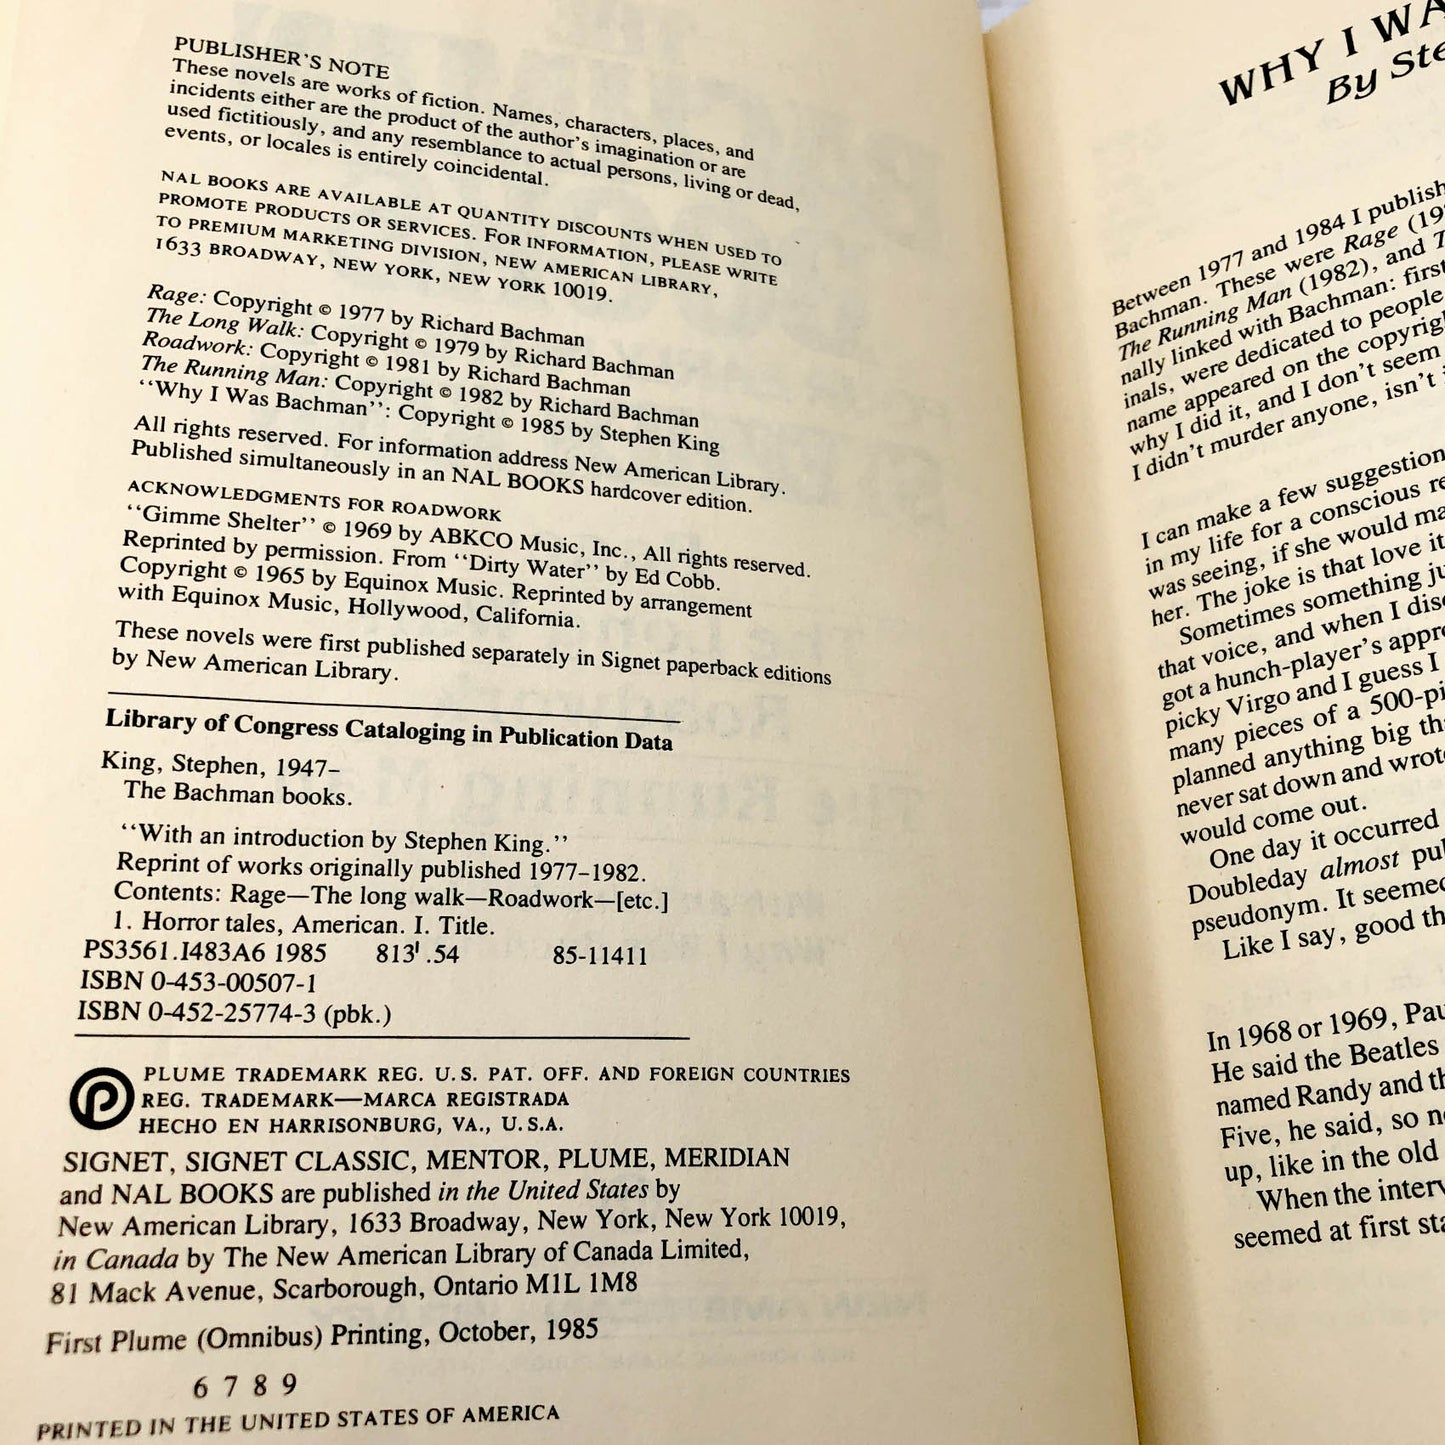 PUBLISHER'S NOTE
These novels are works of fiction. Names, characters, places, and
incidents either are the product of the author's imagination or are
used fictitiously, and any resemblance to actual persons, living or dead,
events, or locales is entirely coincidental.
NAL BOOKS ARE AVAILABLE AT QUANTITY DISCOUNTS WHEN USED TO
PROMOTE PRODUCTS OR SERVICES. FOR INFORMATION, PLEASE WRITE
TO PREMIUM MARKETING DIVISION, NEW AMERICAN LIBRARY,
1633 BROADWAY, NEW YORK, NEW YORK 10019.
Rage: Copyright © 1977 by Richard Bachman
The Long Walk: Copyright © 1979 by Richard Bachman
Roadwork: Copyright © 1981 by Richard Bachman
The Running Man: Copyright © 1982 by Richard Bachman
"Why I Was Bachman": Copyright © 1985 by Stephen King
All rights reserved. For information address New American Library.
Published simultaneously in an NAL BOOKS hardcover edition.
ACKNOWLEDGMENTS FOR ROADWORK
"Gimme Shelter" © 1969 by ABKCO Music, Inc., All rights reserved.
Reprinted by permission. From "Dirty Water" by Ed Cobb.
Copyright © 1965 by Equinox Music. Reprinted by arrangement
with Equinox Music, Hollywood, California.
These novels were first published separately in Signet paperback editions
by New American Library.
Library of Congress Cataloging in Publication Data
King, Stephen, 1947–
The Bachman books.
"With an introduction by Stephen King."
Reprint of works originally published 1977–1982.
Contents: Rage—The long walk—Roadwork—[etc.]
1. Horror tales, American. I. Title.
PS3561.I483A6 1985 813'.54 85-11411
ISBN 0-453-00507-1
ISBN 0-452-25774-3 (pbk.)
PLUME TRADEMARK REG. U.S. PAT. OFF. AND FOREIGN COUNTRIES
REG. TRADEMARK—MARCA REGISTRADA
HECHO EN HARRISONBURG, VA., U.S.A.
SIGNET, SIGNET CLASSIC, MENTOR, PLUME, MERIDIAN
and NAL BOOKS are published in the United States by
New American Library, 1633 Broadway, New York, New York 10019,
in Canada by The New American Library of Canada Limited,
81 Mack Avenue, Scarborough, Ontario M1L 1M8
First Plume (Omnibus) Printing, October, 1985
6 7 8 9
PRINTED IN THE UNITED STATES OF AMERICA
WHY I WA
By Ste
Between 1977 and 1984 I publish
Bachman. These were Rage (19
The Running Man (1982), and T
nally linked with Bachman: first
inals, were dedicated to people
name appeared on the copyrigh
why I did it, and I don't seem
I didn't murder anyone, isn't
I can make a few suggestion
in my life for a conscious re
was seeing, if she would ma
her. The joke is that love it
Sometimes something ju
that voice, and when I disc
got a hunch-player's appr
picky Virgo and I guess I
many pieces of a 500-pi
planned anything big th
never sat down and wrote
would come out.
One day it occurred
Doubleday almost pu
pseudonym. It seemed
Like I say, good th
In 1968 or 1969, Pau
He said the Beatles
named Randy and th
Five, he said, so n
up, like in the old
When the interv
seemed at first sta